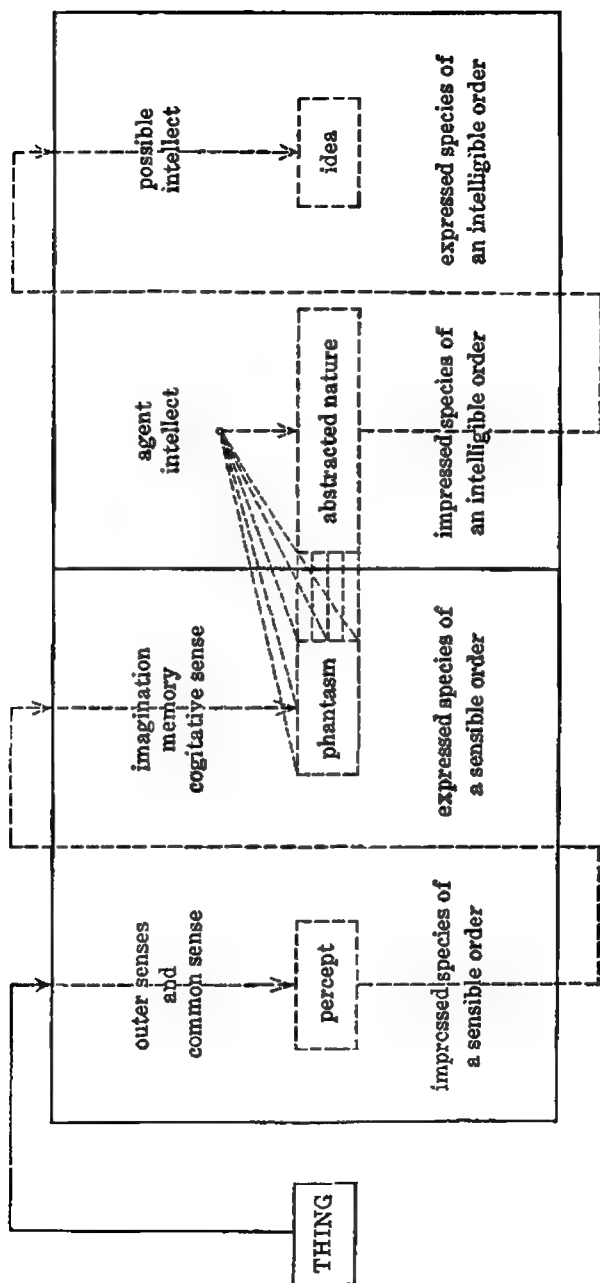 THING
outer senses
and
common sense
percept
impressed species of
a sensible order
imagination
memory
cogitative sense
phantasm
expressed species of
a sensible order
agent
intellect
abstracted nature
impressed species of
an intelligible order
possible
intellect
idea
expressed species of
an intelligible order